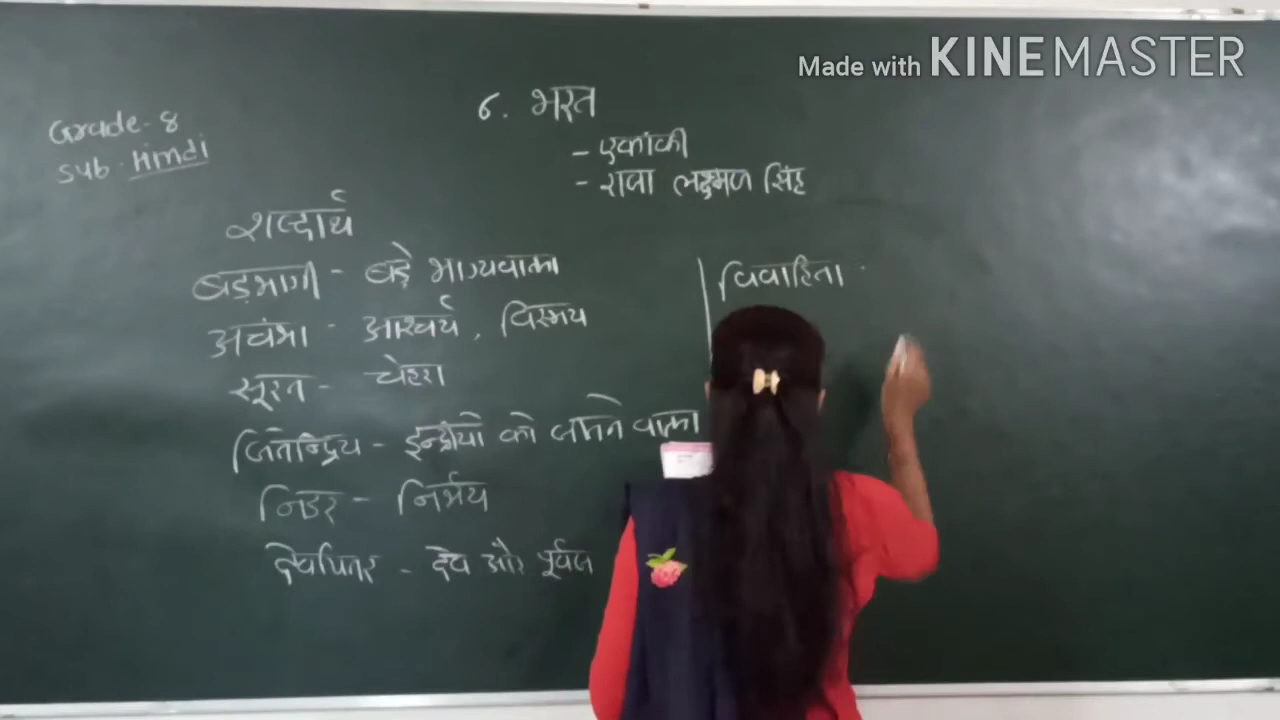 Made with KINEMASTER
Grade - 8
Sub - Hindi
६. भरत
- एकांकी
- राजा लक्ष्मण सिंह
शब्दार्थ
बड़भागी - बड़े भाग्यवाला
अचंभा - आश्चर्य, विस्मय
सूरत - चेहरा
जितेन्द्रिय - इन्द्रीयो को जीतने वाला
निडर - निर्भय
देवपितर - देव और पूर्वज
विवाहिता -